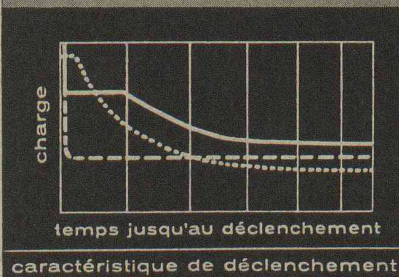 charge
temps jusqu'au déclenchement
caractéristique de déclenchement